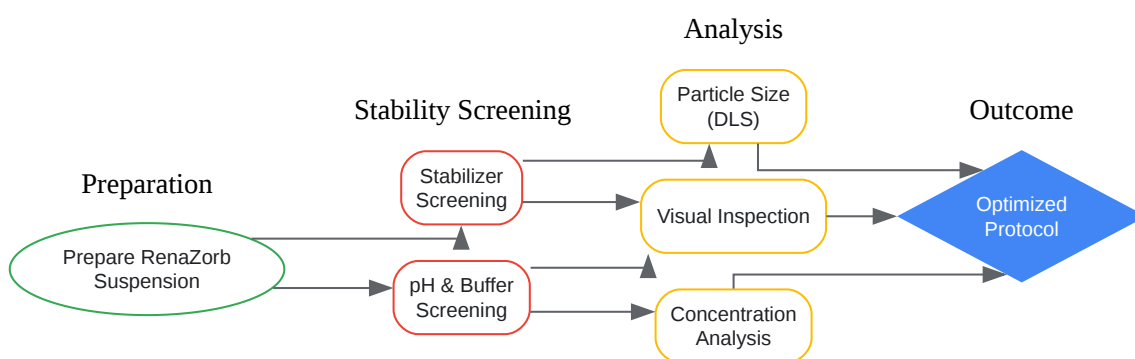 Analysis
Particle Size
(DLS)
Stability Screening
Outcome
Stabilizer
Screening
Preparation
Visual Inspection
Optimized
Protocol
Prepare RenaZorb
Suspension
pH & Buffer
Screening
Concentration
Analysis